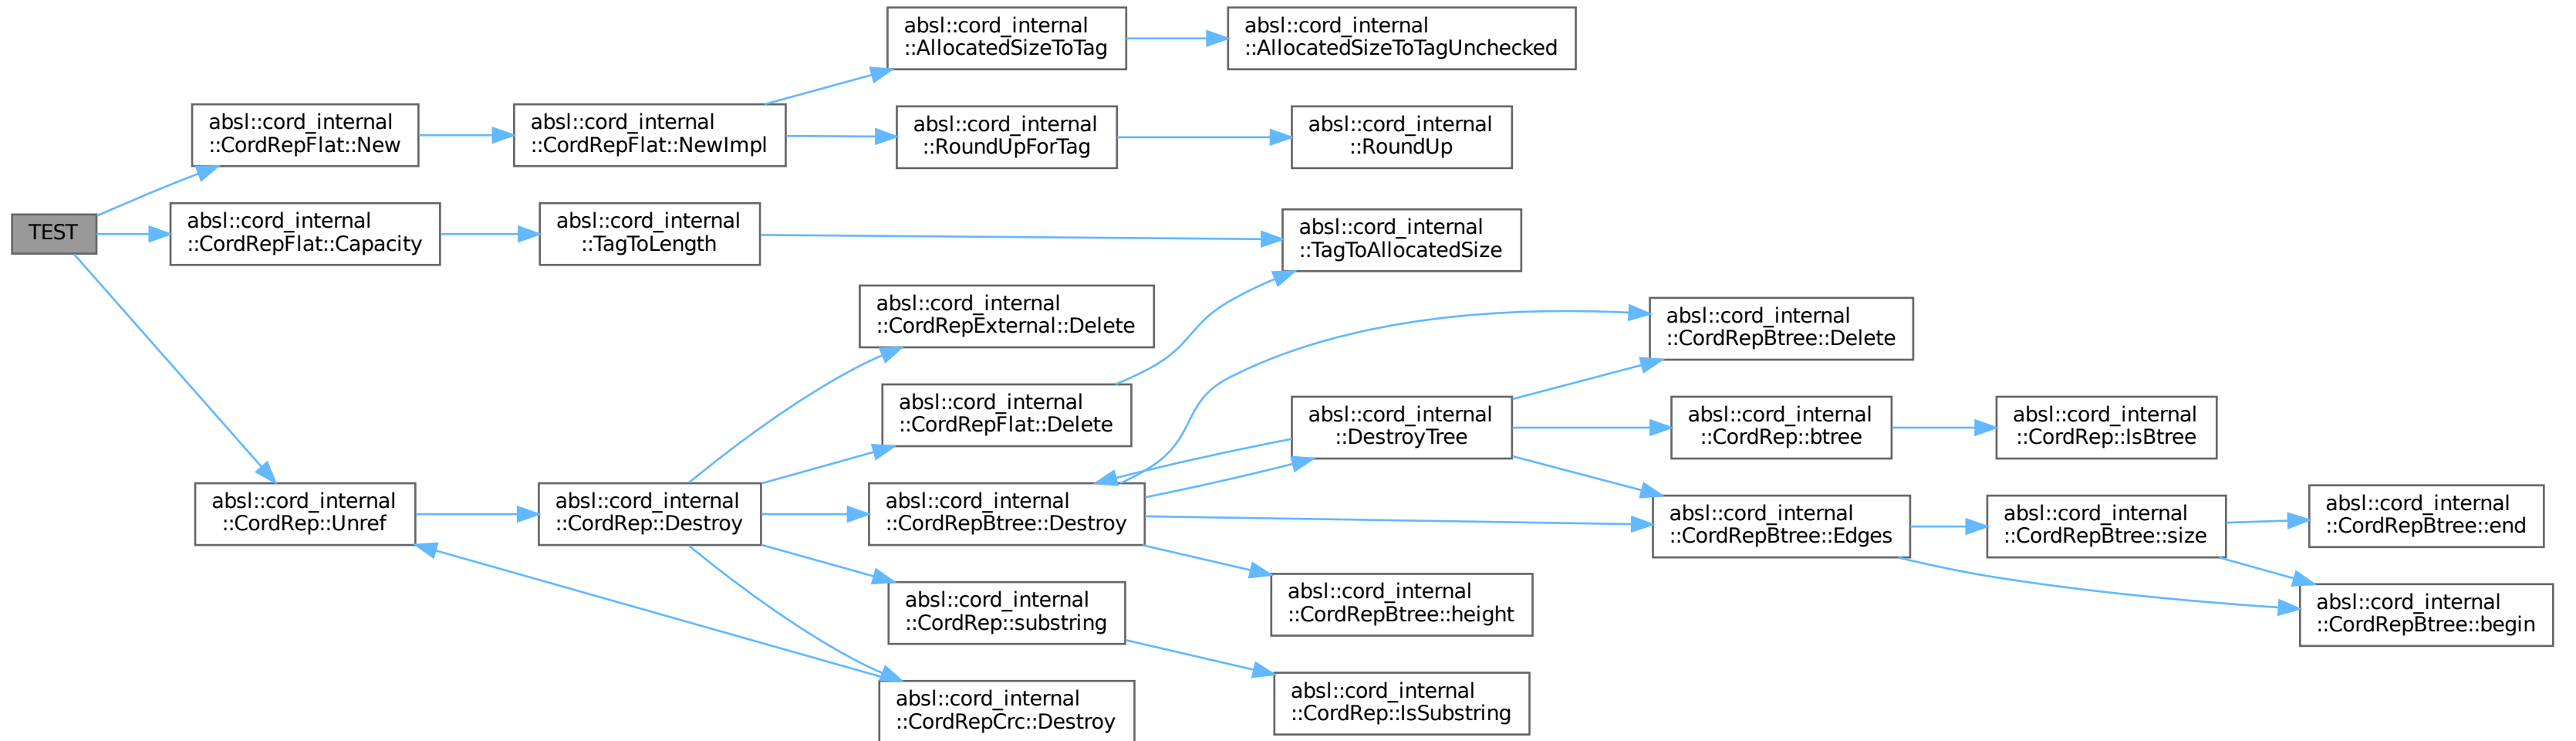 absl::cord_internal
::AllocatedSizeToTag
absl::cord_internal
::AllocatedSizeToTagUnchecked
absl::cord_internal
::CordRepFlat::New
absl::cord_internal
::CordRepFlat::NewImpl
absl::cord_internal
::RoundUpForTag
absl::cord_internal
::RoundUp
TEST
absl::cord_internal
::CordRepFlat::Capacity
absl::cord_internal
::TagToLength
absl::cord_internal
::TagToAllocatedSize
absl::cord_internal
::CordRepExternal::Delete
absl::cord_internal
::CordRepBtree::Delete
absl::cord_internal
::CordRepFlat::Delete
absl::cord_internal
::DestroyTree
absl::cord_internal
::CordRep::btree
absl::cord_internal
::CordRep::IsBtree
absl::cord_internal
::CordRep::Unref
absl::cord_internal
::CordRep::Destroy
absl::cord_internal
::CordRepBtree::Destroy
absl::cord_internal
::CordRepBtree::Edges
absl::cord_internal
::CordRepBtree::size
absl::cord_internal
::CordRepBtree::end
absl::cord_internal
::CordRep::substring
absl::cord_internal
::CordRepBtree::height
absl::cord_internal
::CordRepBtree::begin
absl::cord_internal
::CordRepCrc::Destroy
absl::cord_internal
::CordRep::IsSubstring